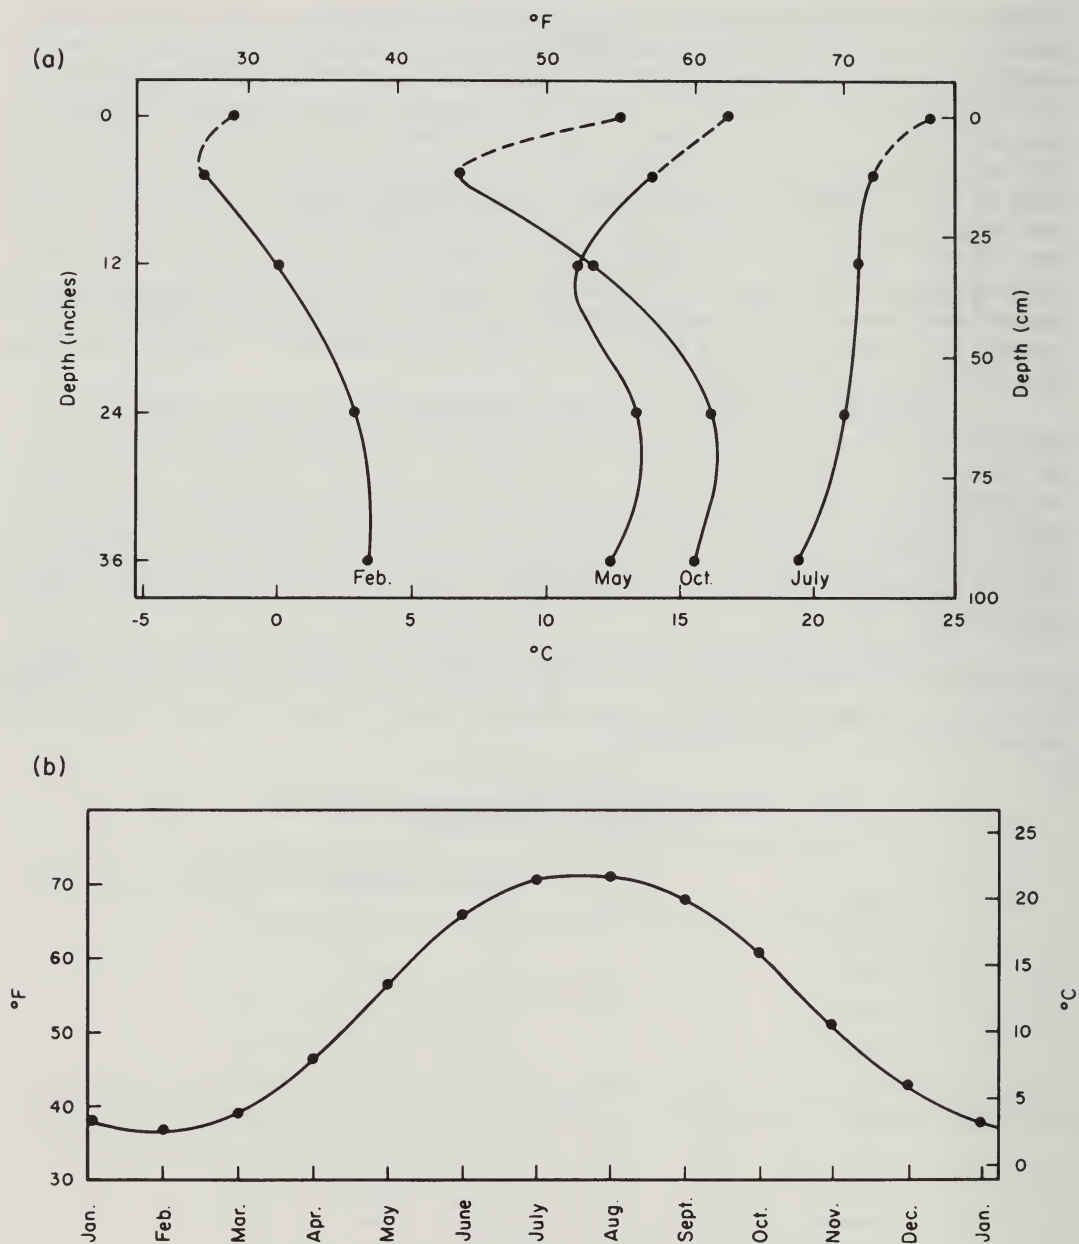 °F
(a)
30 40 50 60 70
0 0
25
12
Depth (inches)
50
Depth (cm)
24
75
36
Feb. May Oct. July
100
-5 0 5 10 15 20 25
°C
(b)
25
70
20
60
15
°F
°C
50
10
40
5
30
0
Jan. Feb. Mar. Apr. May June July Aug. Sept. Oct. Nov. Dec. Jan.